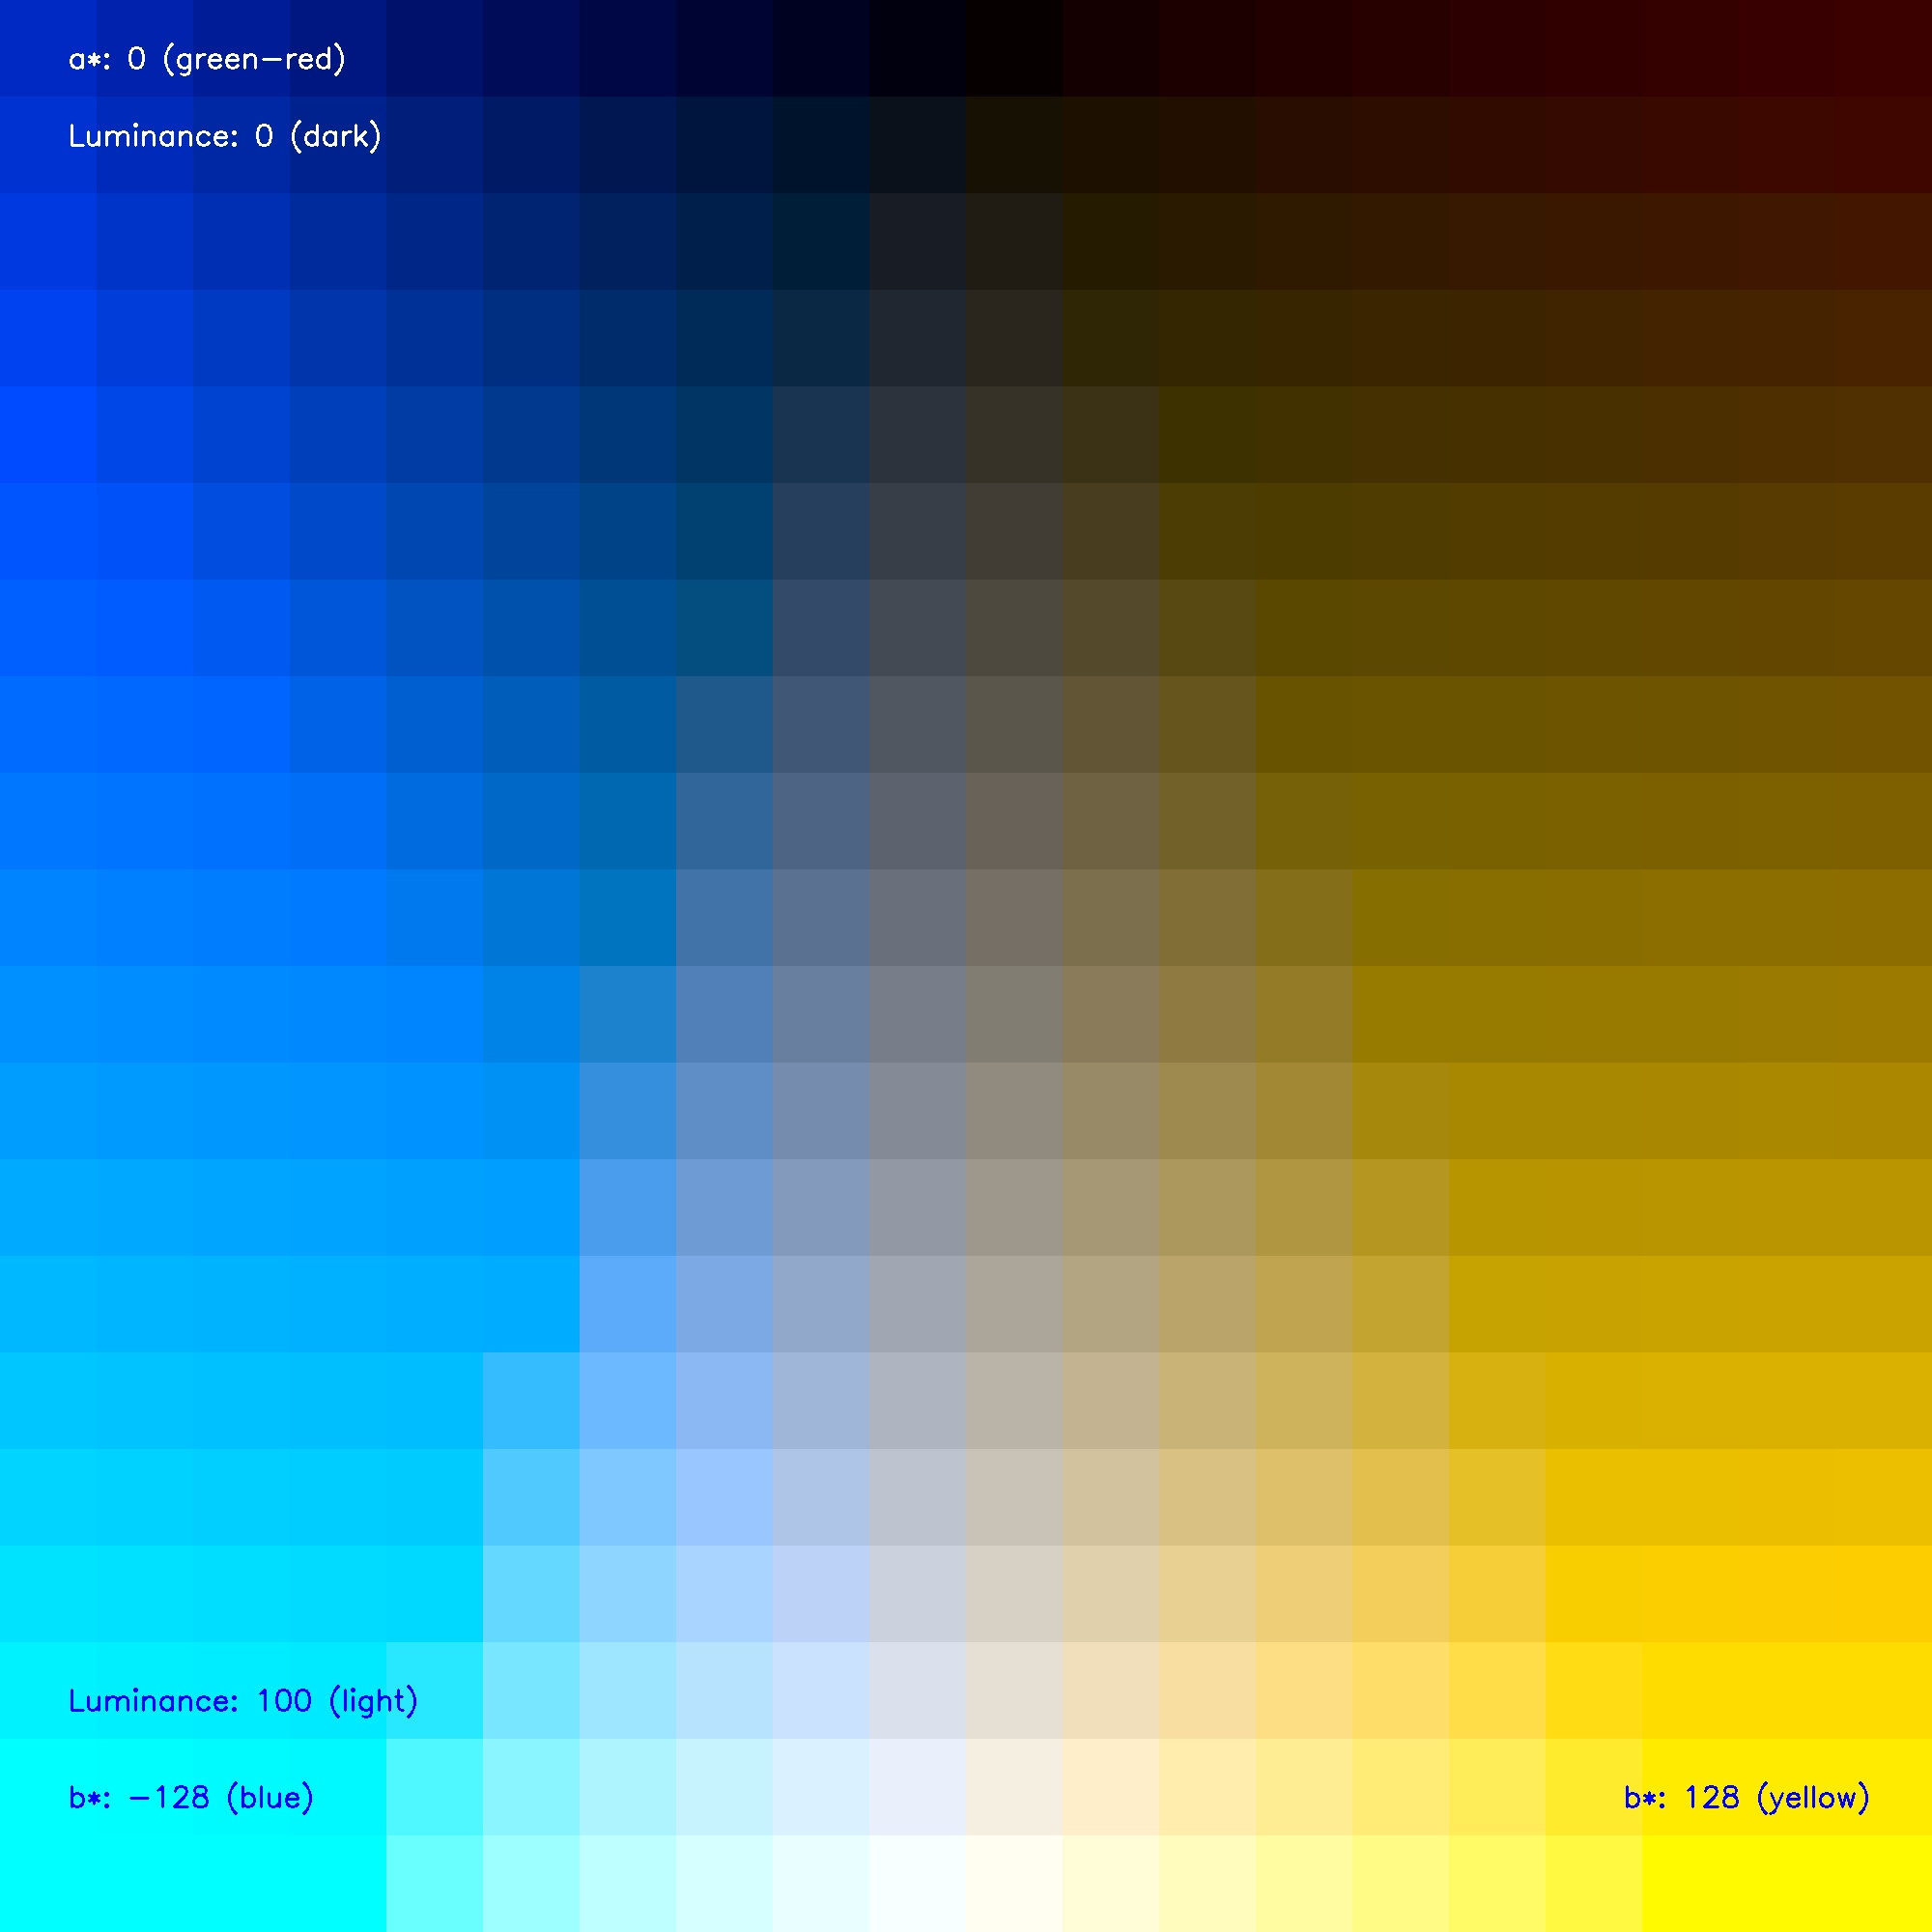 a*: 0 (green-red)
Luminance: 0 (dark)
Luminance: 100 (light)
b*: -128 (blue)
b*: 128 (yellow)